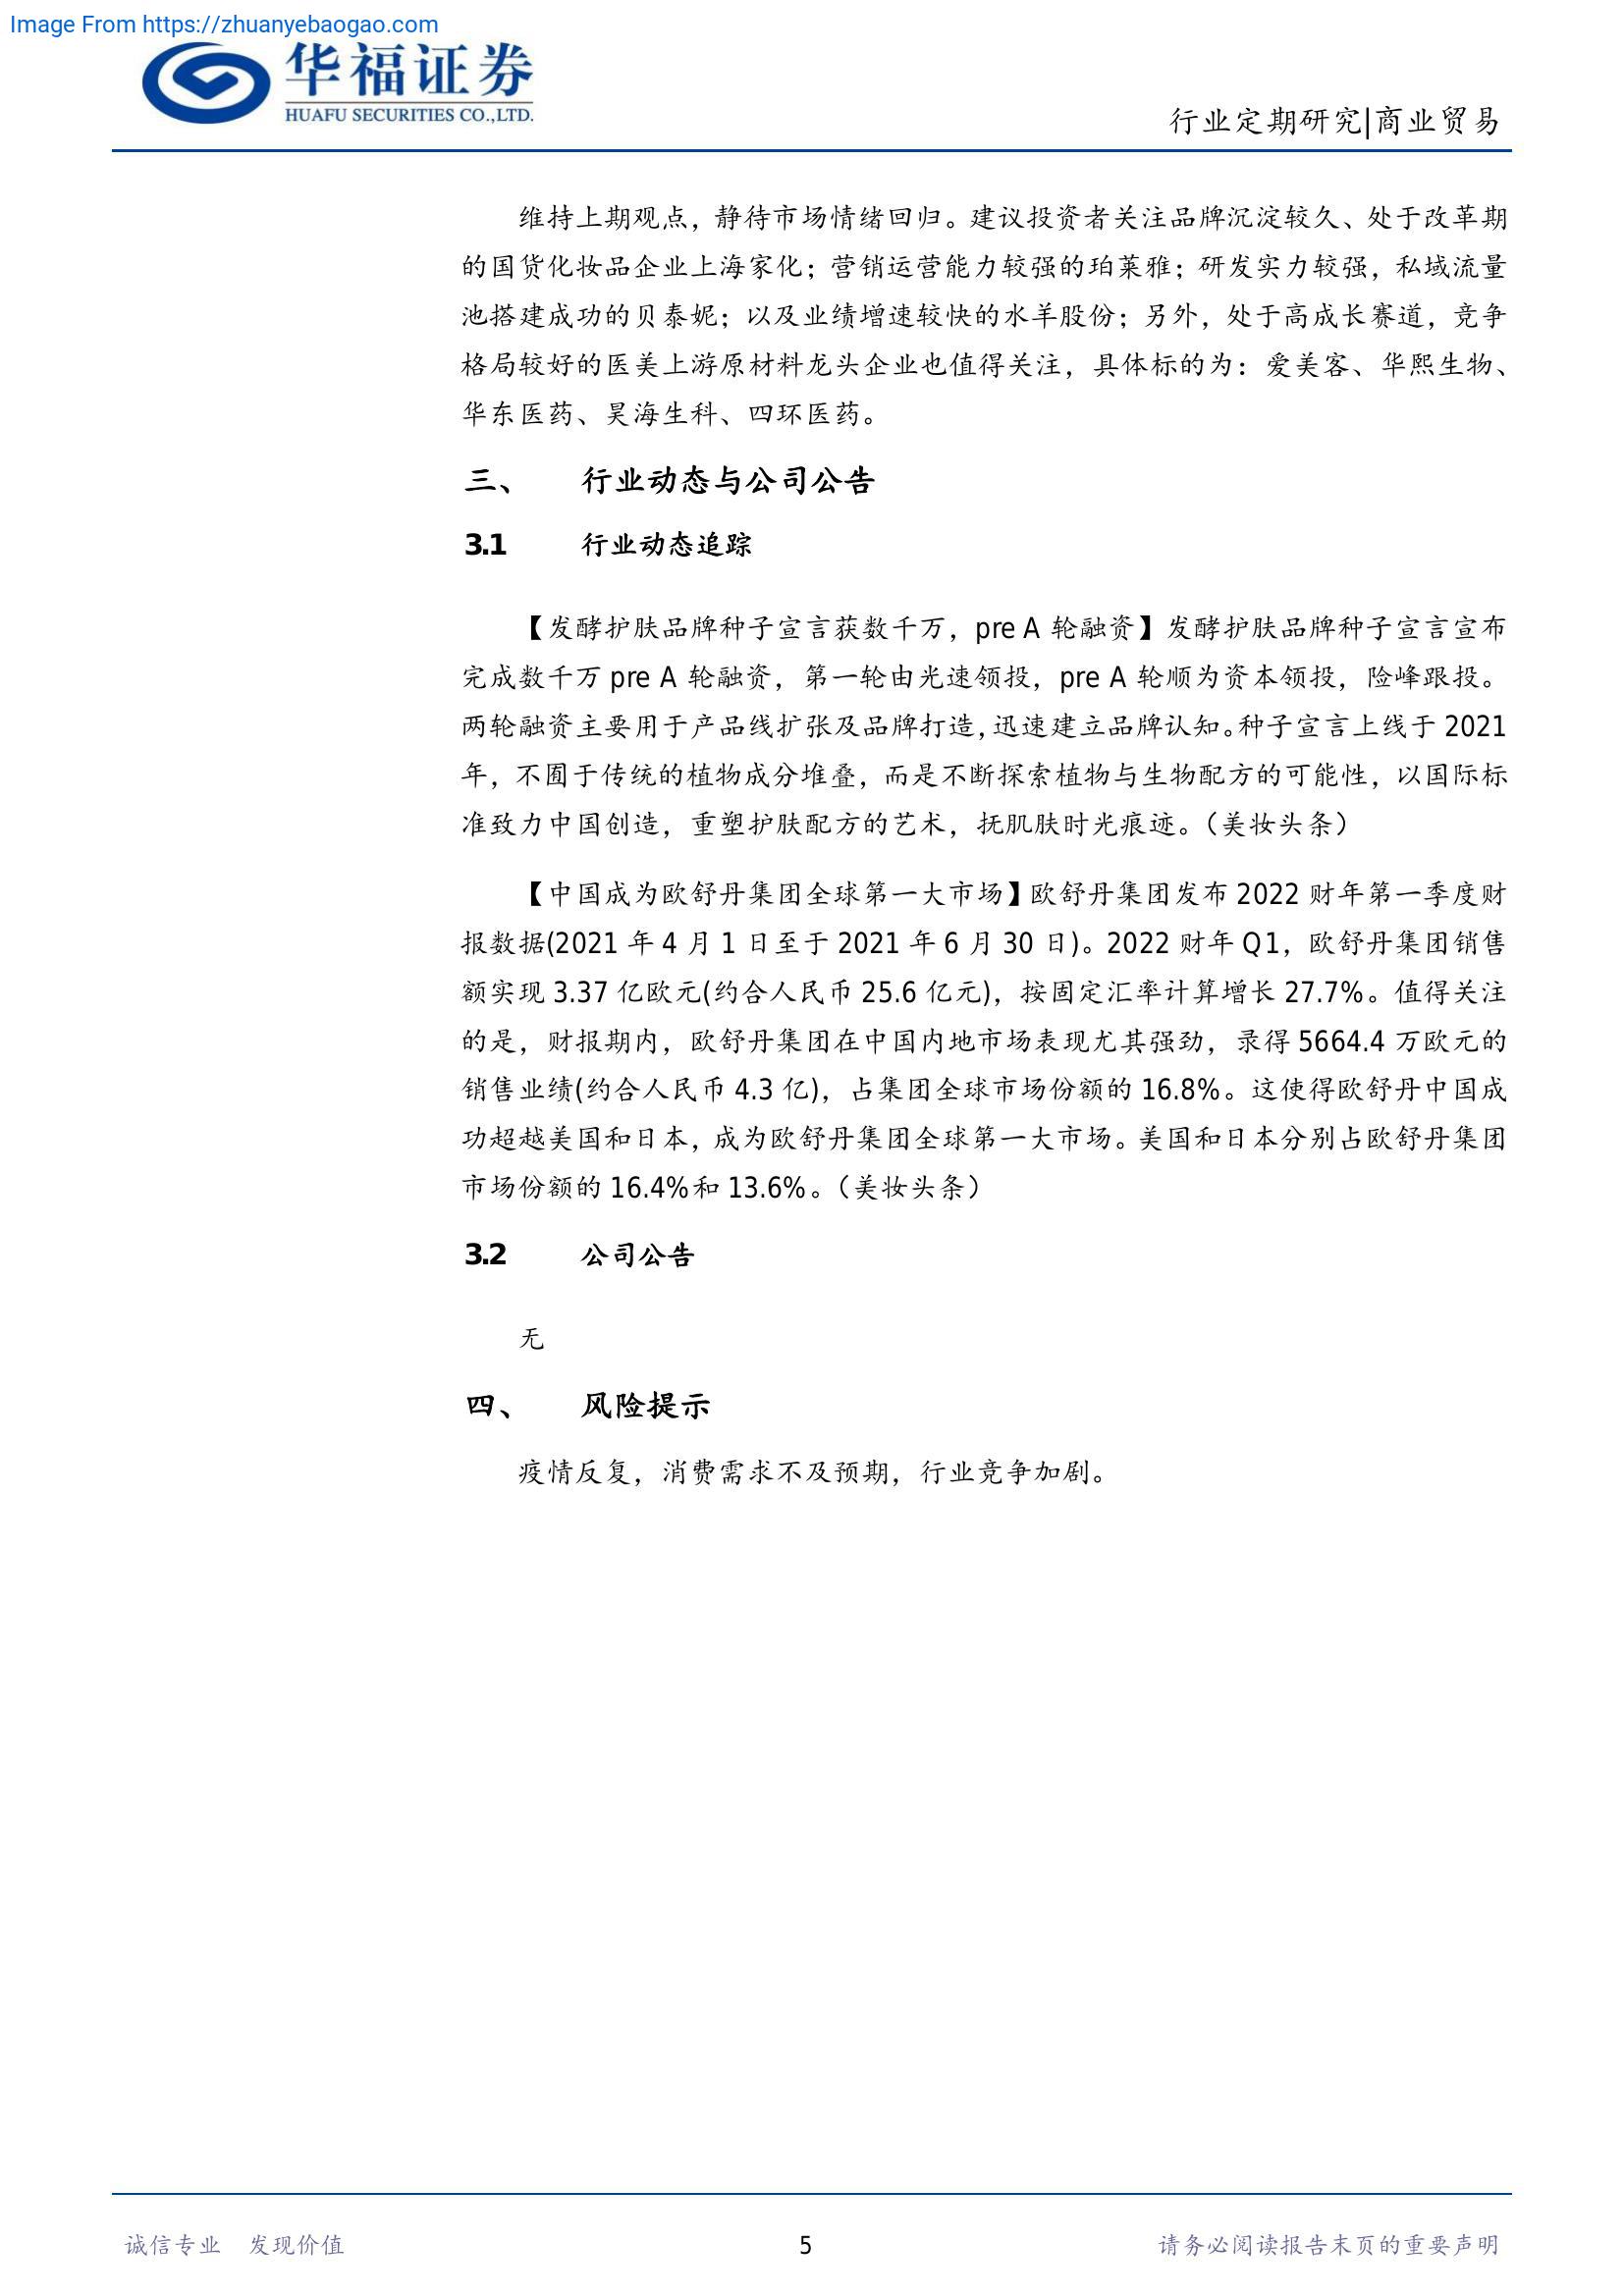 Image From https://zhuanyebaogao.com
华福证券
HUAFU SECURITIES CO.,LTD.
行业定期研究|商业贸易
维持上期观点，静待市场情绪回归。建议投资者关注品牌沉淀较久、处于改革期
的国货化妆品企业上海家化；营销运营能力较强的珀莱雅；研发实力较强，私域流量
池搭建成功的贝泰妮；以及业绩增速较快的水羊股份；另外，处于高成长赛道，竞争
格局较好的医美上游原材料龙头企业也值得关注，具体标的为：爱美客、华熙生物、
华东医药、昊海生科、四环医药。
三、 行业动态与公司公告
3.1 行业动态追踪
【发酵护肤品牌种子宣言获数千万，pre A 轮融资】发酵护肤品牌种子宣言宣布
完成数千万 pre A 轮融资，第一轮由光速领投，pre A 轮顺为资本领投，险峰跟投。
两轮融资主要用于产品线扩张及品牌打造，迅速建立品牌认知。种子宣言上线于 2021
年，不囿于传统的植物成分堆叠，而是不断探索植物与生物配方的可能性，以国际标
准致力中国创造，重塑护肤配方的艺术，抚肌肤时光痕迹。（美妆头条）
【中国成为欧舒丹集团全球第一大市场】欧舒丹集团发布 2022 财年第一季度财
报数据(2021 年 4 月 1 日至于 2021 年 6 月 30 日)。2022 财年 Q1，欧舒丹集团销售
额实现 3.37 亿欧元(约合人民币 25.6 亿元)，按固定汇率计算增长 27.7%。值得关注
的是，财报期内，欧舒丹集团在中国内地市场表现尤其强劲，录得 5664.4 万欧元的
销售业绩(约合人民币 4.3 亿)，占集团全球市场份额的 16.8%。这使得欧舒丹中国成
功超越美国和日本，成为欧舒丹集团全球第一大市场。美国和日本分别占欧舒丹集团
市场份额的 16.4%和 13.6%。（美妆头条）
3.2 公司公告
无
四、 风险提示
疫情反复，消费需求不及预期，行业竞争加剧。
诚信专业 发现价值
5
请务必阅读报告末页的重要声明